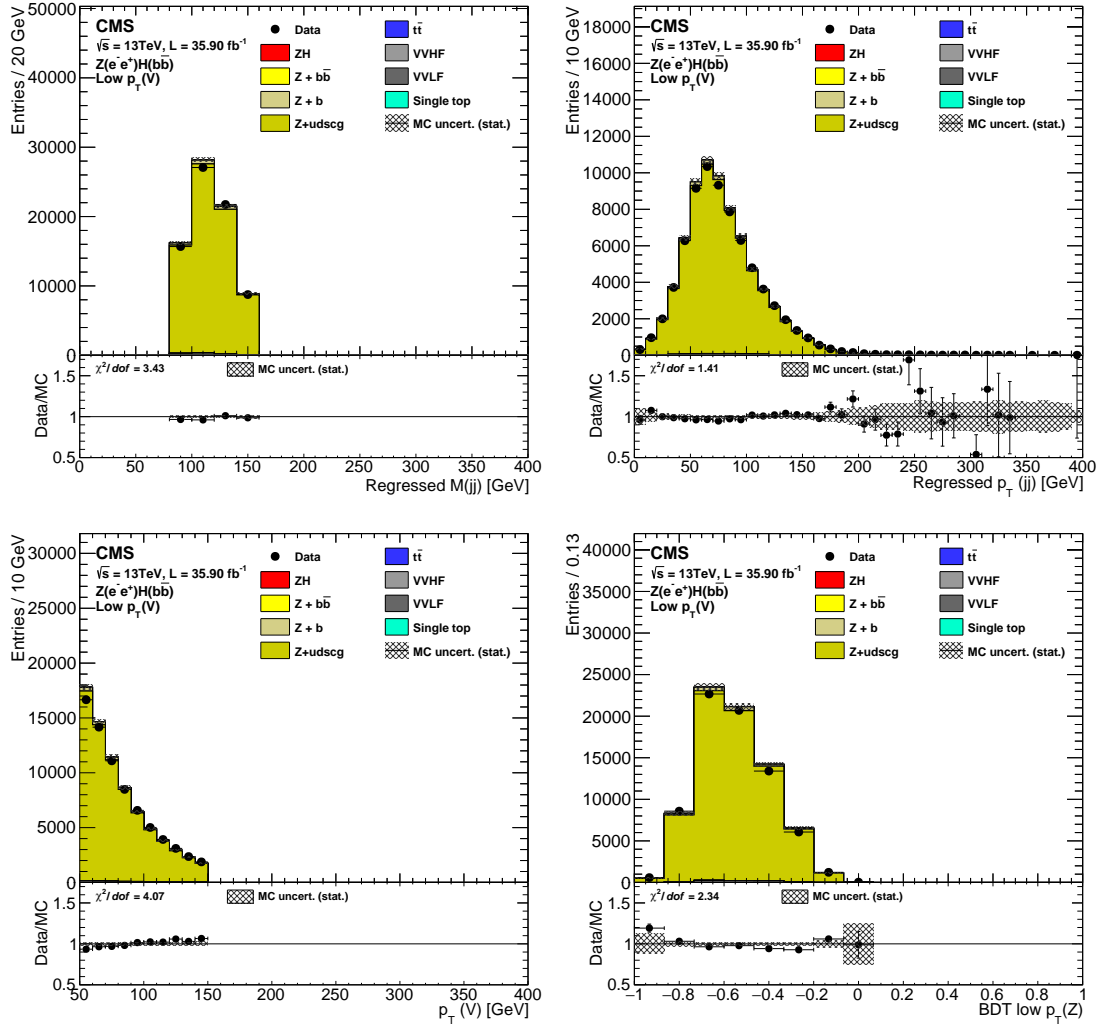 CMS
√s = 13TeV, L = 35.90 fb⁻¹
Z(e⁻e⁺)H(bb̄)
Low p_T(V)
Data
ZH
Z + bb̄
Z + b
Z+udscg
tt̄
VVHF
VVLF
Single top
MC uncert. (stat.)
Entries / 20 GeV
50000
40000
30000
20000
10000
0
χ²/dof = 3.43
MC uncert. (stat.)
Data/MC
1.5
1
0.5
0 50 100 150 200 250 300 350 400
Regressed M(jj) [GeV]
CMS
√s = 13TeV, L = 35.90 fb⁻¹
Z(e⁻e⁺)H(bb̄)
Low p_T(V)
Data
ZH
Z + bb̄
Z + b
Z+udscg
tt̄
VVHF
VVLF
Single top
MC uncert. (stat.)
Entries / 10 GeV
18000
16000
14000
12000
10000
8000
6000
4000
2000
0
χ²/dof = 1.41
MC uncert. (stat.)
Data/MC
1.5
1
0.5
0 50 100 150 200 250 300 350 400
Regressed p_T (jj) [GeV]
CMS
√s = 13TeV, L = 35.90 fb⁻¹
Z(e⁻e⁺)H(bb̄)
Low p_T(V)
Data
ZH
Z + bb̄
Z + b
Z+udscg
tt̄
VVHF
VVLF
Single top
MC uncert. (stat.)
Entries / 10 GeV
30000
25000
20000
15000
10000
5000
0
χ²/dof = 4.07
MC uncert. (stat.)
Data/MC
1.5
1
0.5
50 100 150 200 250 300 350 400
p_T (V) [GeV]
CMS
√s = 13TeV, L = 35.90 fb⁻¹
Z(e⁻e⁺)H(bb̄)
Low p_T(V)
Data
ZH
Z + bb̄
Z + b
Z+udscg
tt̄
VVHF
VVLF
Single top
MC uncert. (stat.)
Entries / 0.13
40000
35000
30000
25000
20000
15000
10000
5000
0
χ²/dof = 2.34
MC uncert. (stat.)
Data/MC
1.5
1
0.5
−1 −0.8 −0.6 −0.4 −0.2 0 0.2 0.4 0.6 0.8 1
BDT low p_T(Z)